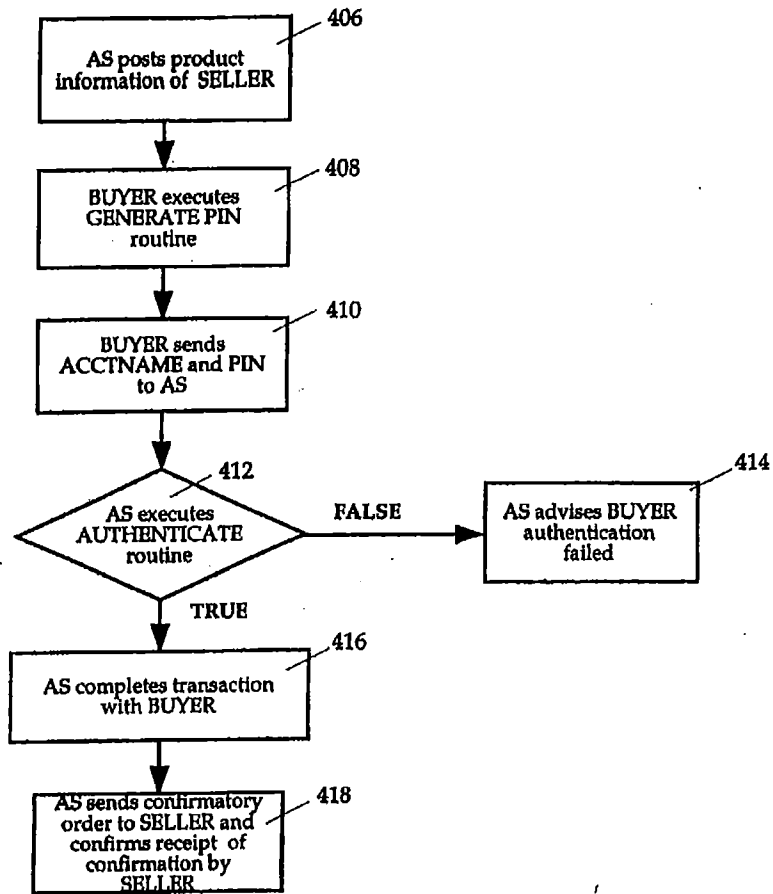 406
AS posts product
information of SELLER
408
BUYER executes
GENERATE PIN
routine
410
BUYER sends
ACCTNAME and PIN
to AS
412
AS executes
AUTHENTICATE
routine
FALSE
414
AS advises BUYER
authentication
failed
TRUE
416
AS completes transaction
with BUYER
418
AS sends confirmatory
order to SELLER and
confirms receipt of
confirmation by
SELLER